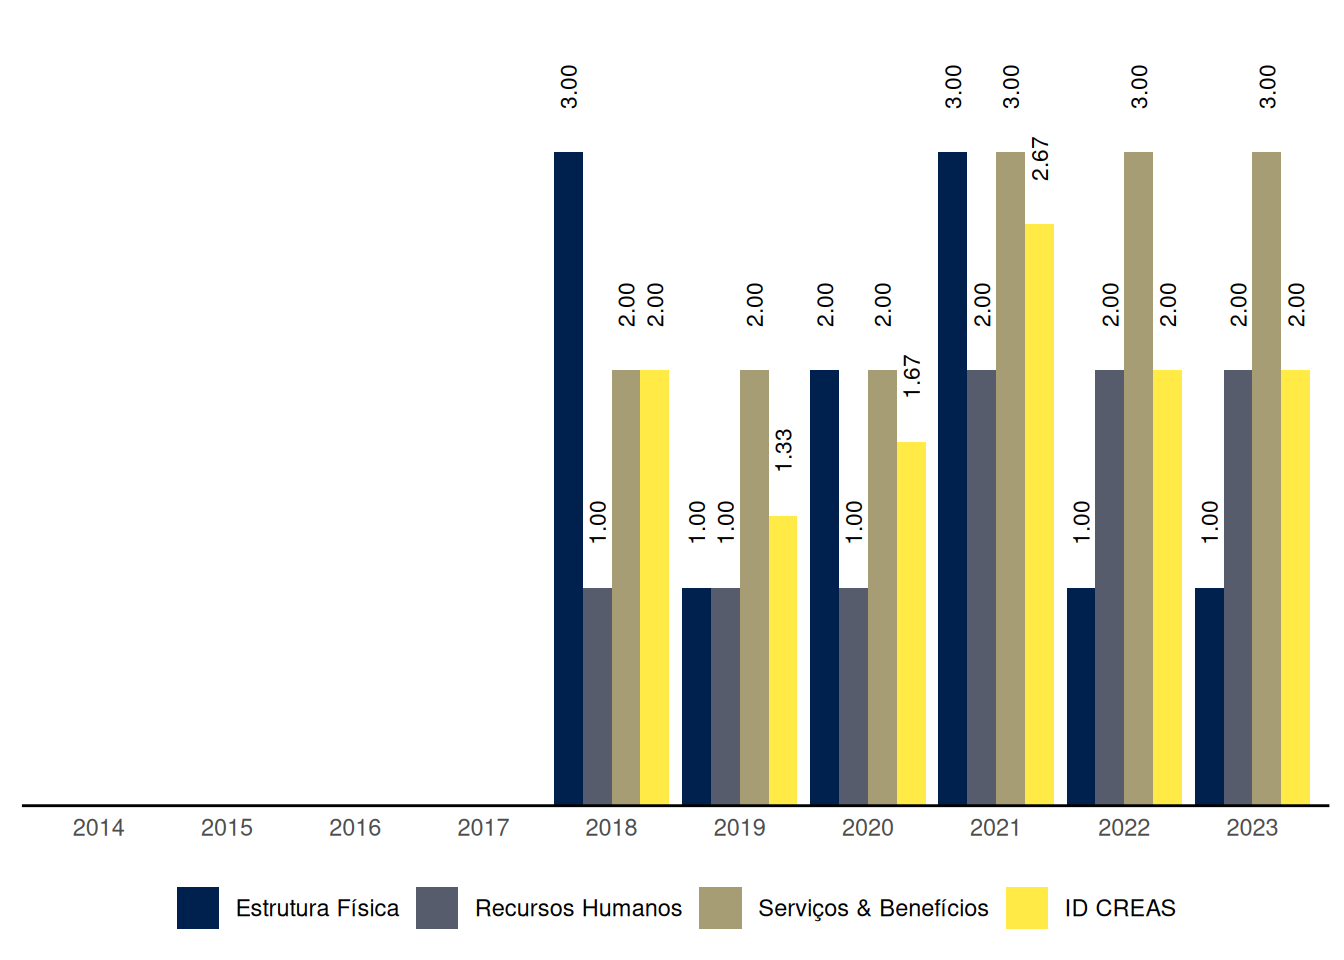 3.00 3.00 3.00 3.00 3.00
2.67
2.00 2.00 2.00 2.00 2.00 2.00 2.00 2.00 2.00 2.00
1.67
1.33
1.00 1.00 1.00 1.00 1.00 1.00
2014 2015 2016 2017 2018 2019 2020 2021 2022 2023
Estrutura Física Recursos Humanos Serviços & Benefícios ID CREAS